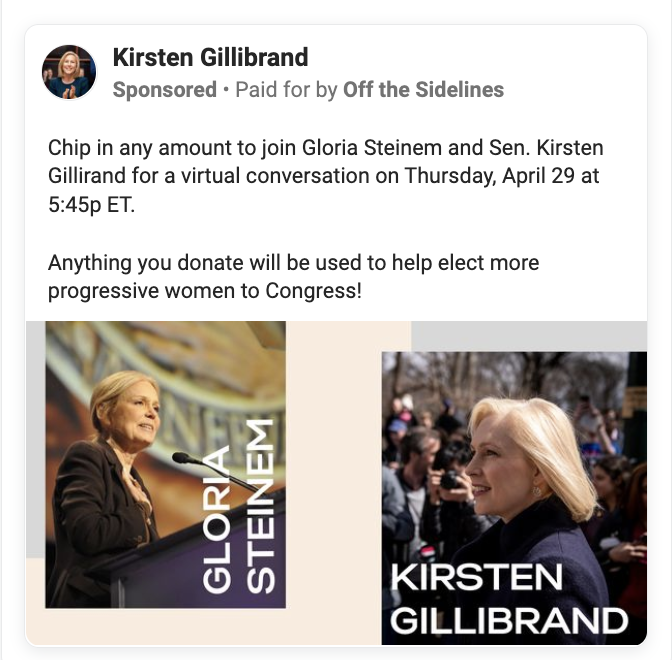 Kirsten Gillibrand
Sponsored • Paid for by Off the Sidelines
Chip in any amount to join Gloria Steinem and Sen. Kirsten
Gillirand for a virtual conversation on Thursday, April 29 at
5:45p ET.
Anything you donate will be used to help elect more
progressive women to Congress!
GLORIA
STEINEM
KIRSTEN
GILLIBRAND